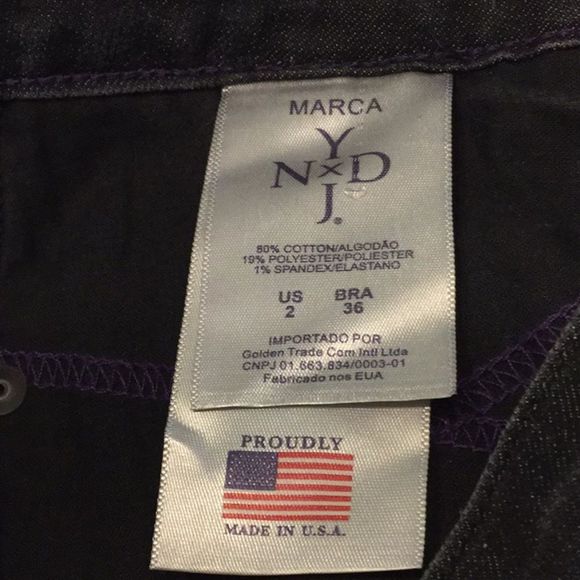 MARCA
Y
N × D
J®
80% COTTON/ALGODÃO
19% POLYESTER/POLIESTER
1% SPANDEX/ELASTANO
US BRA
2 36
IMPORTADO POR
Golden Trade Com Intl Ltda
CNPJ 01.663.834/0003-01
Fabricado nos EUA
PROUDLY
MADE IN U.S.A.